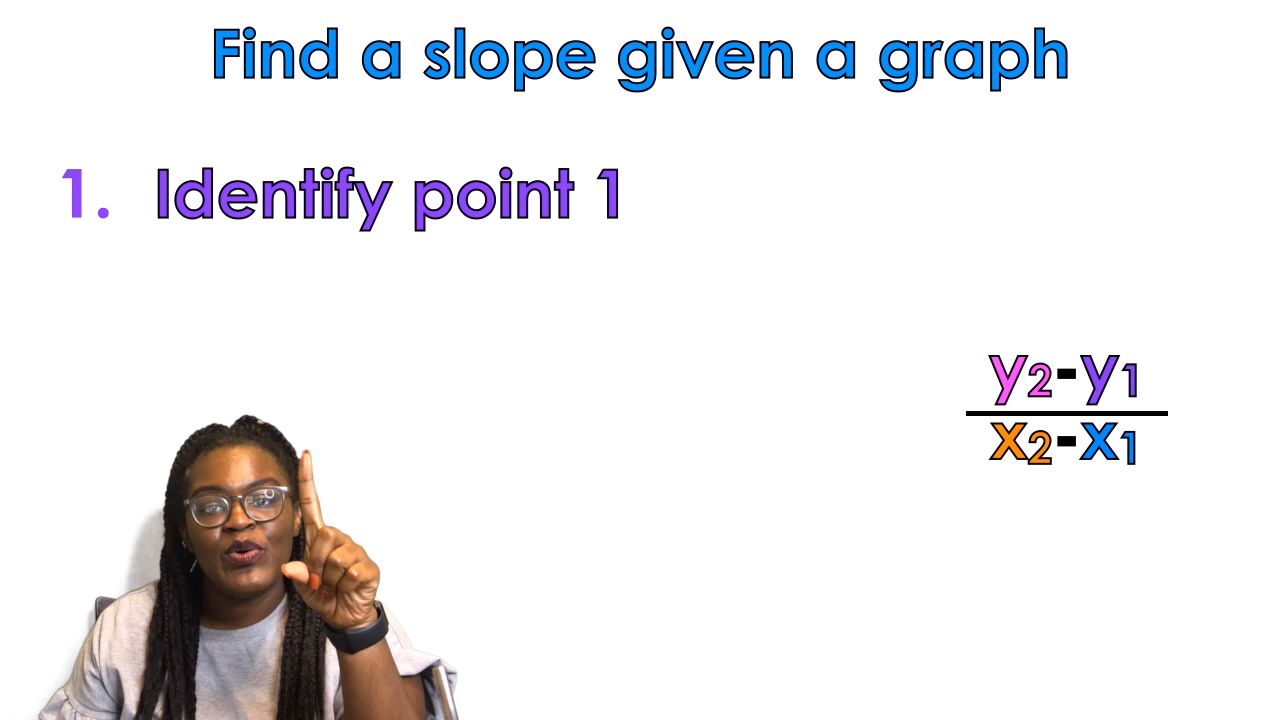 Find a slope given a graph
1. Identify point 1
y2-y1
x2-x1